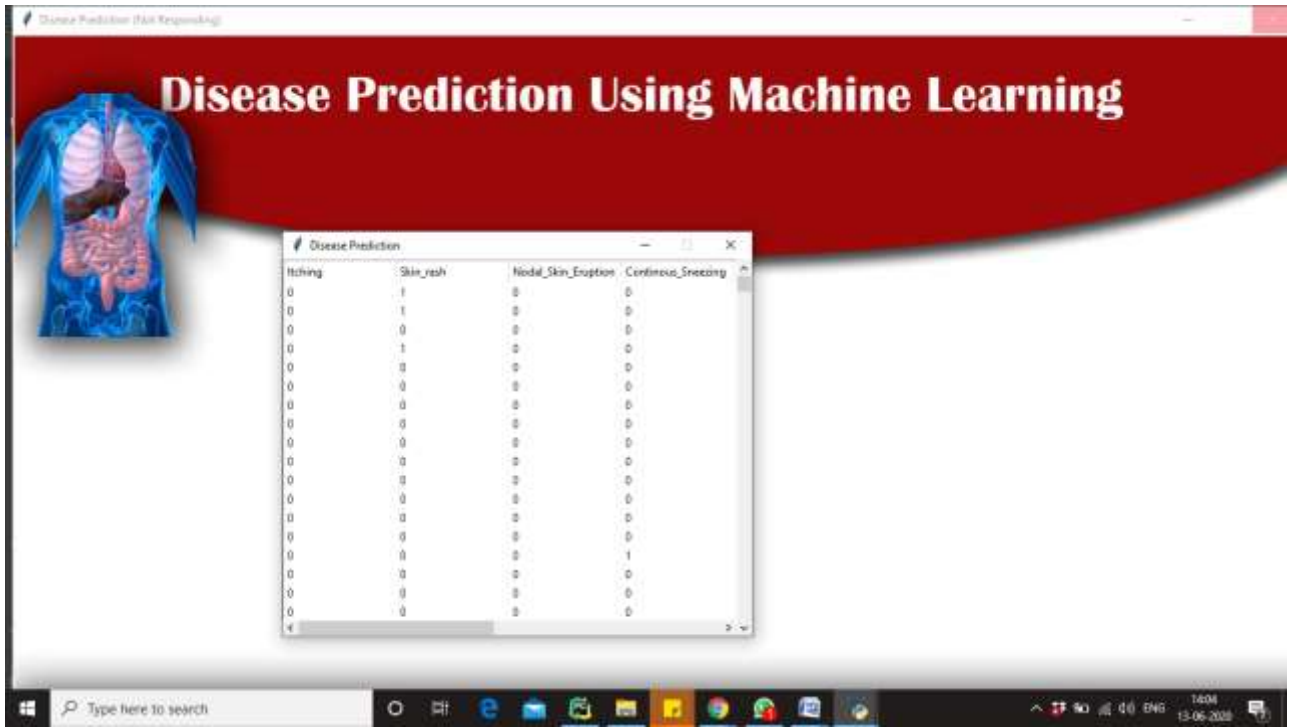 Disease Prediction (Not Responding)
Disease Prediction Using Machine Learning
Disease Prediction
Itching Skin_rash Nodal_Skin_Eruption Continous_Sneezing
0 1 0 0
0 1 0 0
0 0 0 0
0 1 0 0
0 0 0 0
0 0 0 0
0 0 0 0
0 0 0 0
0 0 0 0
0 0 0 0
0 0 0 0
0 0 0 0
0 0 0 0
0 0 0 0
0 0 0 1
0 0 0 0
0 0 0 0
0 0 0 0
Type here to search
ENG
14:04
13-06-2020